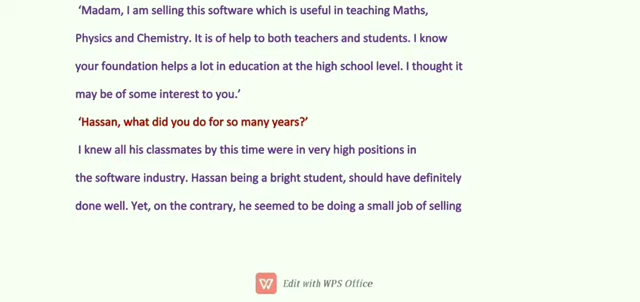 ‘Madam, I am selling this software which is useful in teaching Maths,
Physics and Chemistry. It is of help to both teachers and students. I know
your foundation helps a lot in education at the high school level. I thought it
may be of some interest to you.’
‘Hassan, what did you do for so many years?’
I knew all his classmates by this time were in very high positions in
the software industry. Hassan being a bright student, should have definitely
done well. Yet, on the contrary, he seemed to be doing a small job of selling
Edit with WPS Office